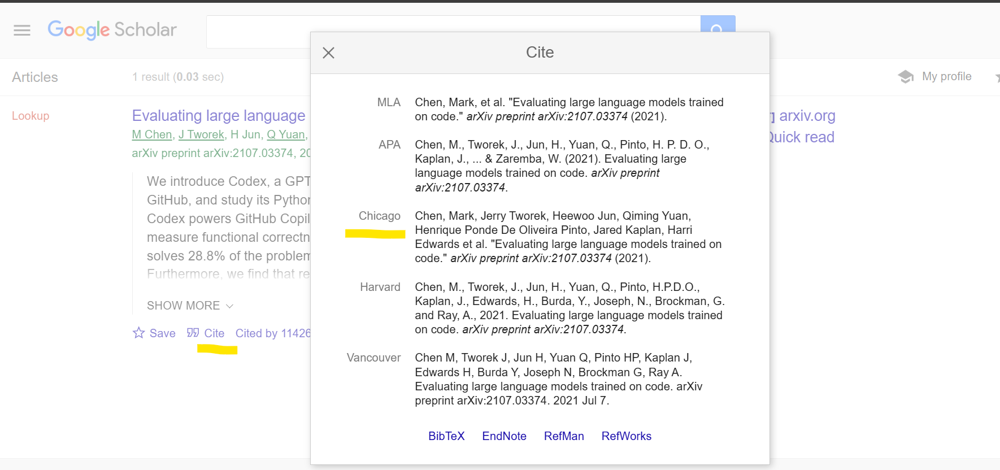 Google Scholar
Cite
Articles
1 result (0.03 sec)
My profile
Lookup
Evaluating large language
M Chen, J Tworek, H Jun, Q Yuan,
arXiv preprint arXiv:2107.03374, 20
We introduce Codex, a GPT
GitHub, and study its Python
Codex powers GitHub Copil
measure functional correctn
solves 28.8% of the problem
Furthermore, we find that re
SHOW MORE
Save Cite Cited by 11426
arxiv.org
Quick read
MLA
Chen, Mark, et al. "Evaluating large language models trained
on code." arXiv preprint arXiv:2107.03374 (2021).
APA
Chen, M., Tworek, J., Jun, H., Yuan, Q., Pinto, H. P. D. O.,
Kaplan, J., ... & Zaremba, W. (2021). Evaluating large
language models trained on code. arXiv preprint
arXiv:2107.03374.
Chicago
Chen, Mark, Jerry Tworek, Heewoo Jun, Qiming Yuan,
Henrique Ponde De Oliveira Pinto, Jared Kaplan, Harri
Edwards et al. "Evaluating large language models trained on
code." arXiv preprint arXiv:2107.03374 (2021).
Harvard
Chen, M., Tworek, J., Jun, H., Yuan, Q., Pinto, H.P.D.O.,
Kaplan, J., Edwards, H., Burda, Y., Joseph, N., Brockman, G.
and Ray, A., 2021. Evaluating large language models trained
on code. arXiv preprint arXiv:2107.03374.
Vancouver
Chen M, Tworek J, Jun H, Yuan Q, Pinto HP, Kaplan J,
Edwards H, Burda Y, Joseph N, Brockman G, Ray A.
Evaluating large language models trained on code. arXiv
preprint arXiv:2107.03374. 2021 Jul 7.
BibTeX EndNote RefMan RefWorks